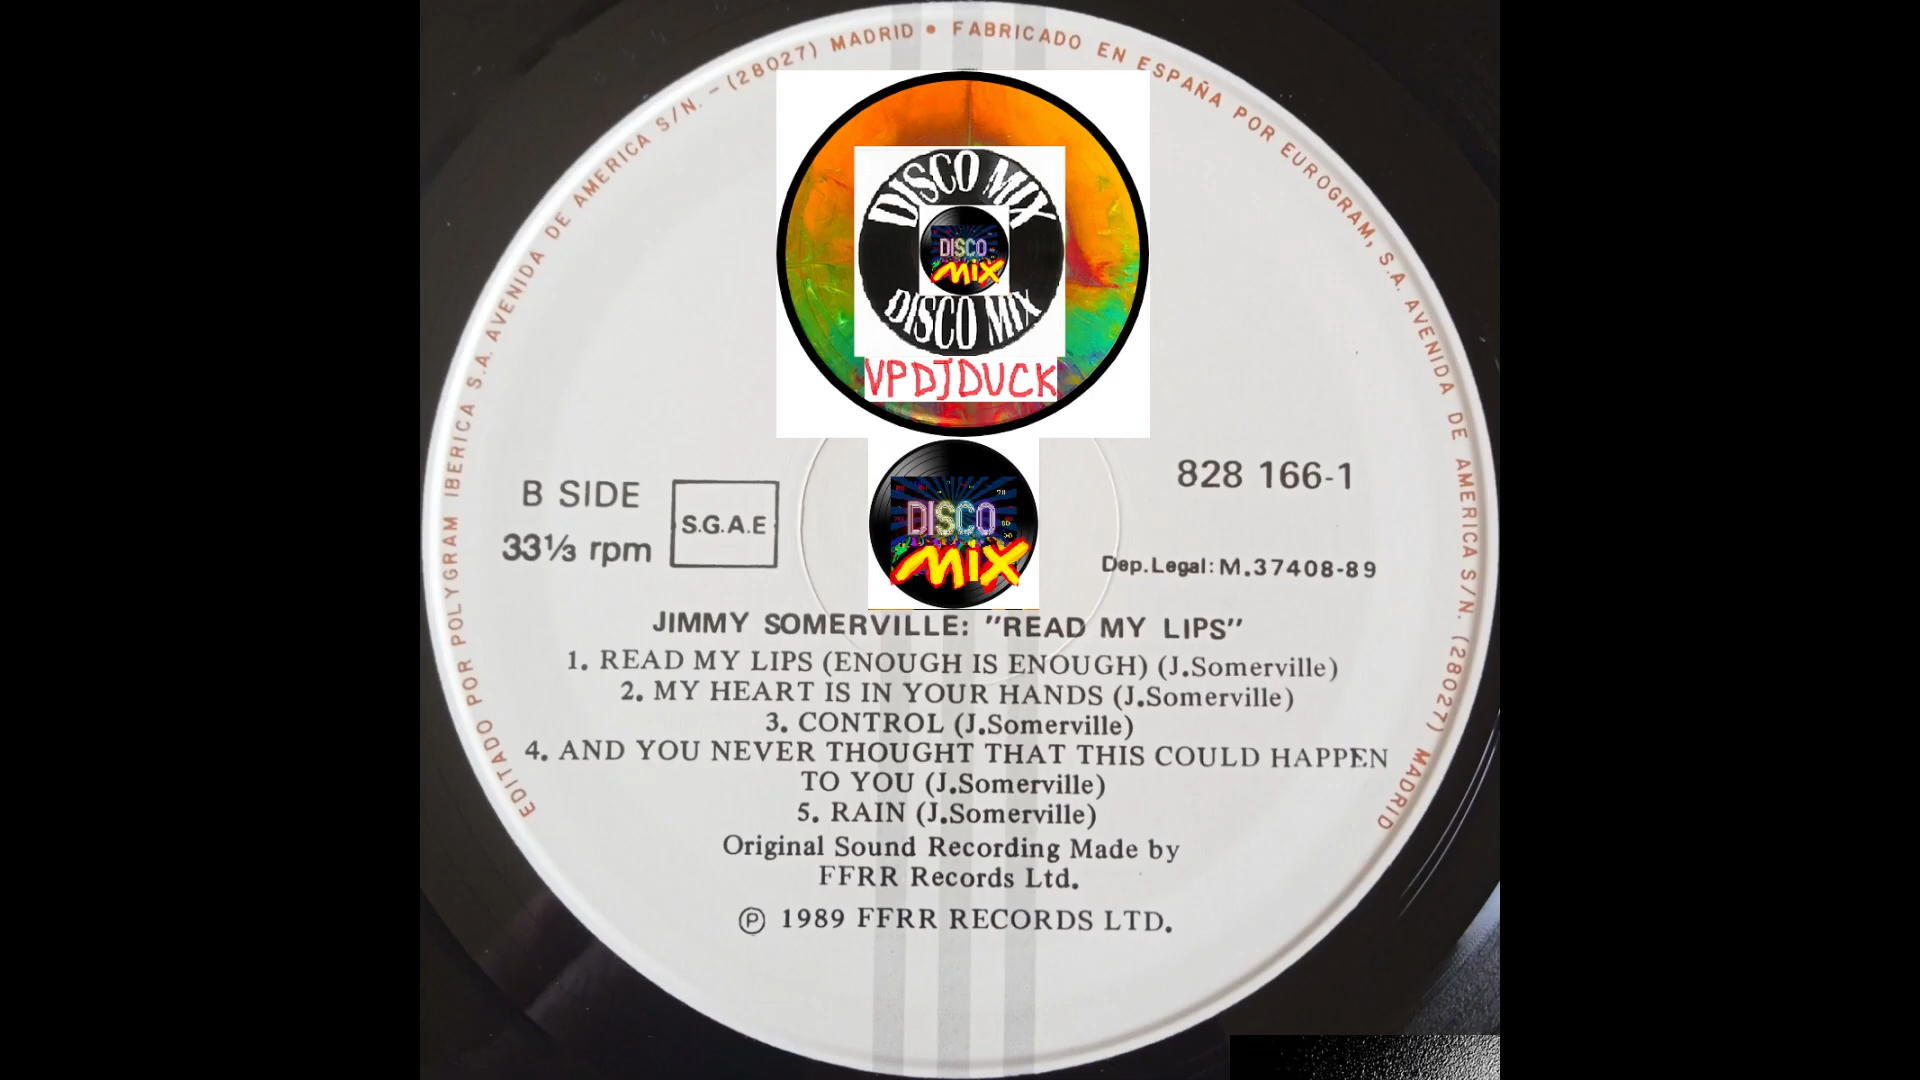 EDITADO POR POLYGRAM IBERICA S.A. AVENIDA DE AMERICA S/N. – (28027) MADRID • FABRICADO EN ESPAÑA POR EUROGRAM, S.A. AVENIDA DE AMERICA S/N. (28027) MADRID
DISCO MIX
DISCO
MIX
DISCO MIX
VPDJDUCK
DISCO
MIX
B SIDE
33⅓ rpm
S.G.A.E
828 166-1
Dep.Legal: M.37408-89
JIMMY SOMERVILLE: "READ MY LIPS"
1. READ MY LIPS (ENOUGH IS ENOUGH) (J.Somerville)
2. MY HEART IS IN YOUR HANDS (J.Somerville)
3. CONTROL (J.Somerville)
4. AND YOU NEVER THOUGHT THAT THIS COULD HAPPEN
TO YOU (J.Somerville)
5. RAIN (J.Somerville)
Original Sound Recording Made by
FFRR Records Ltd.
Ⓟ 1989 FFRR RECORDS LTD.